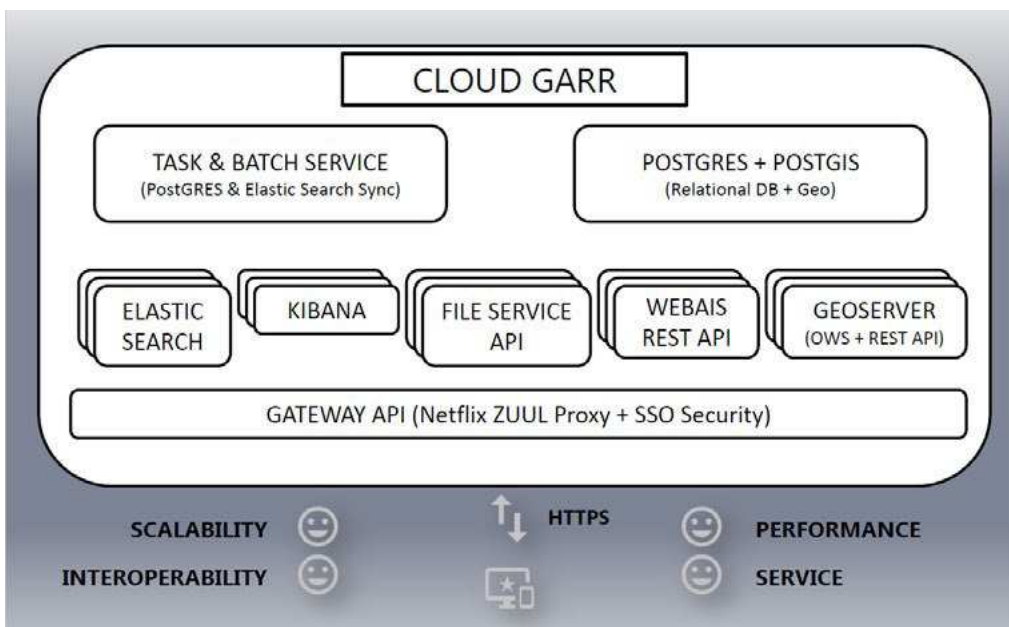 CLOUD GARR
TASK & BATCH SERVICE
(PostGRES & Elastic Search Sync)
POSTGRES + POSTGIS
(Relational DB + Geo)
ELASTIC
SEARCH
KIBANA
FILE SERVICE
API
WEBAIS
REST API
GEOSERVER
(OWS + REST API)
GATEWAY API (Netflix ZUUL Proxy + SSO Security)
SCALABILITY
HTTPS
PERFORMANCE
INTEROPERABILITY
SERVICE